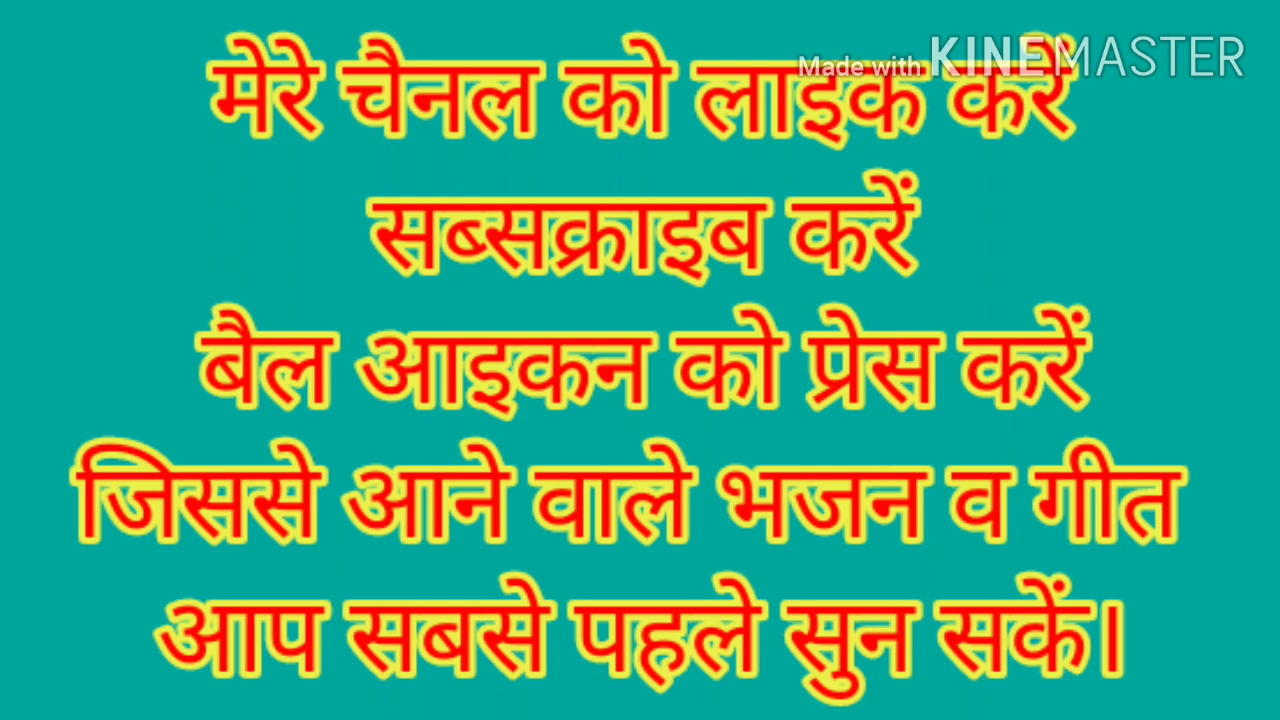 Made with KINEMASTER
मेरे चैनल को लाइक करें
सब्सक्राइब करें
बैल आइकन को प्रेस करें
जिससे आने वाले भजन व गीत
आप सबसे पहले सुन सकें।